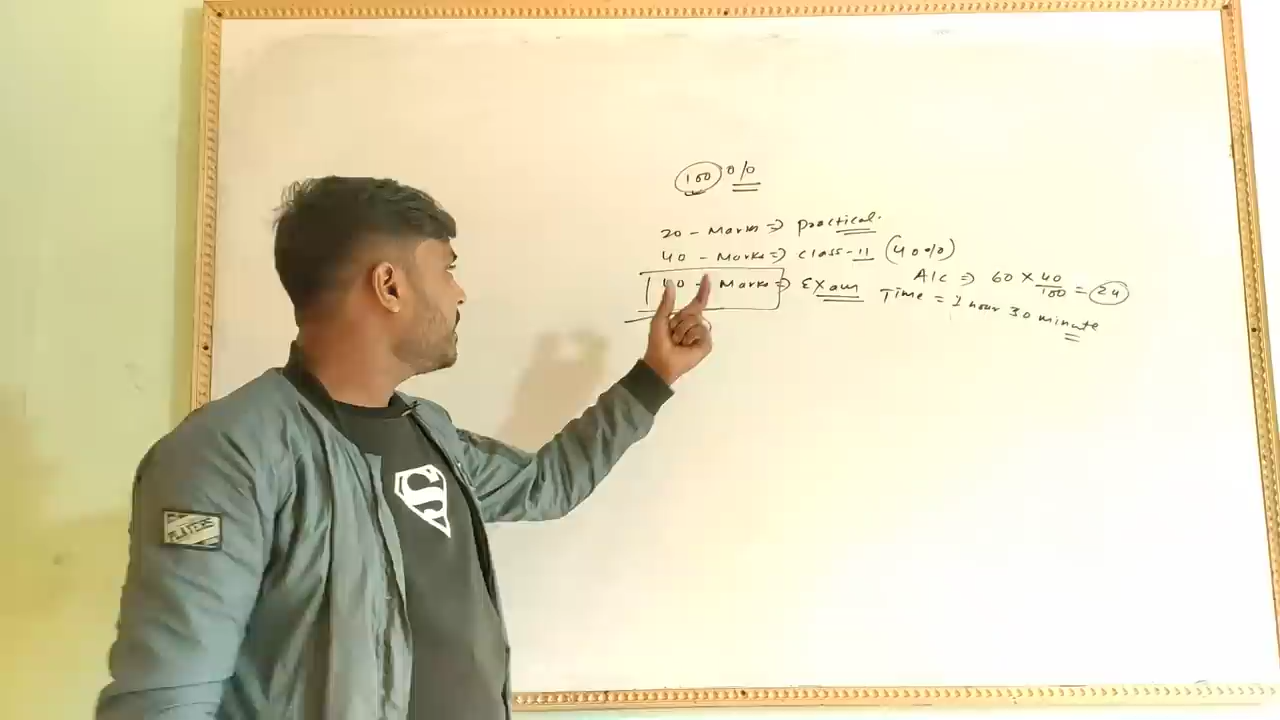 100 %
20 - Marks => practical.
40 - Marks => class-11 (40%)
40 - Marks => Exam
A/c => 60 × 40/100 = 24
Time = 1 hour 30 minute
S
PLAYERS